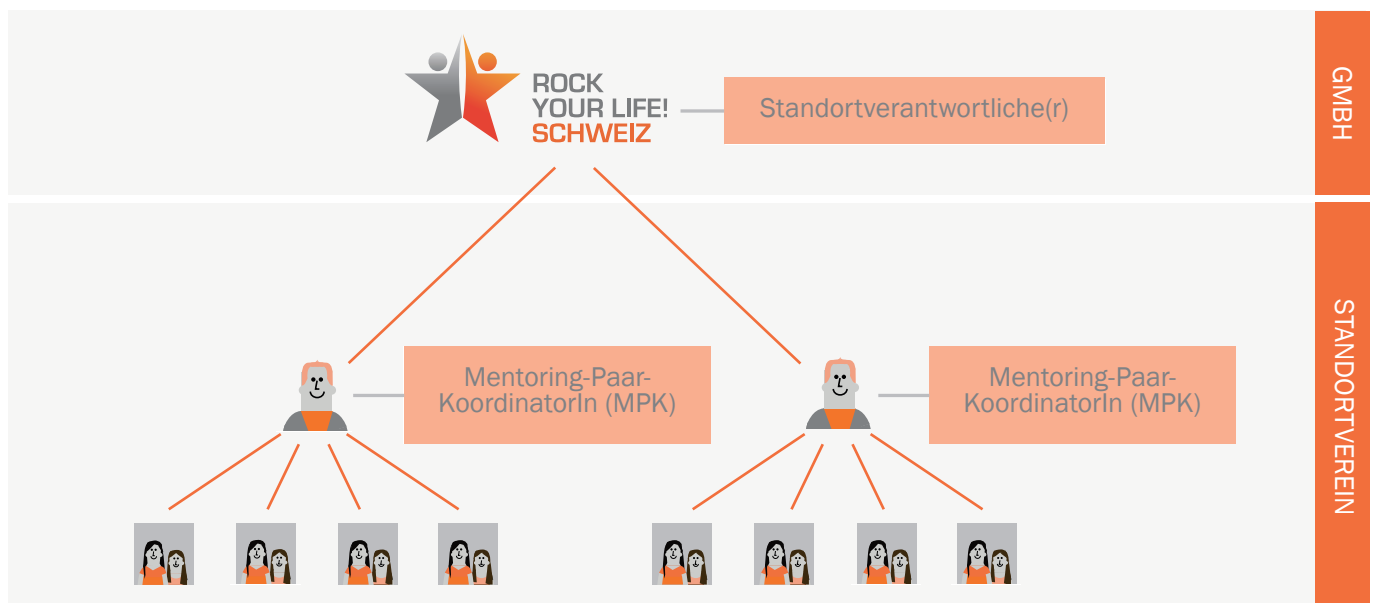 ROCK
YOUR LIFE!
SCHWEIZ
Standortverantwortliche(r)
GMBH
Mentoring-Paar-
KoordinatorIn (MPK)
Mentoring-Paar-
KoordinatorIn (MPK)
STANDORTVEREIN